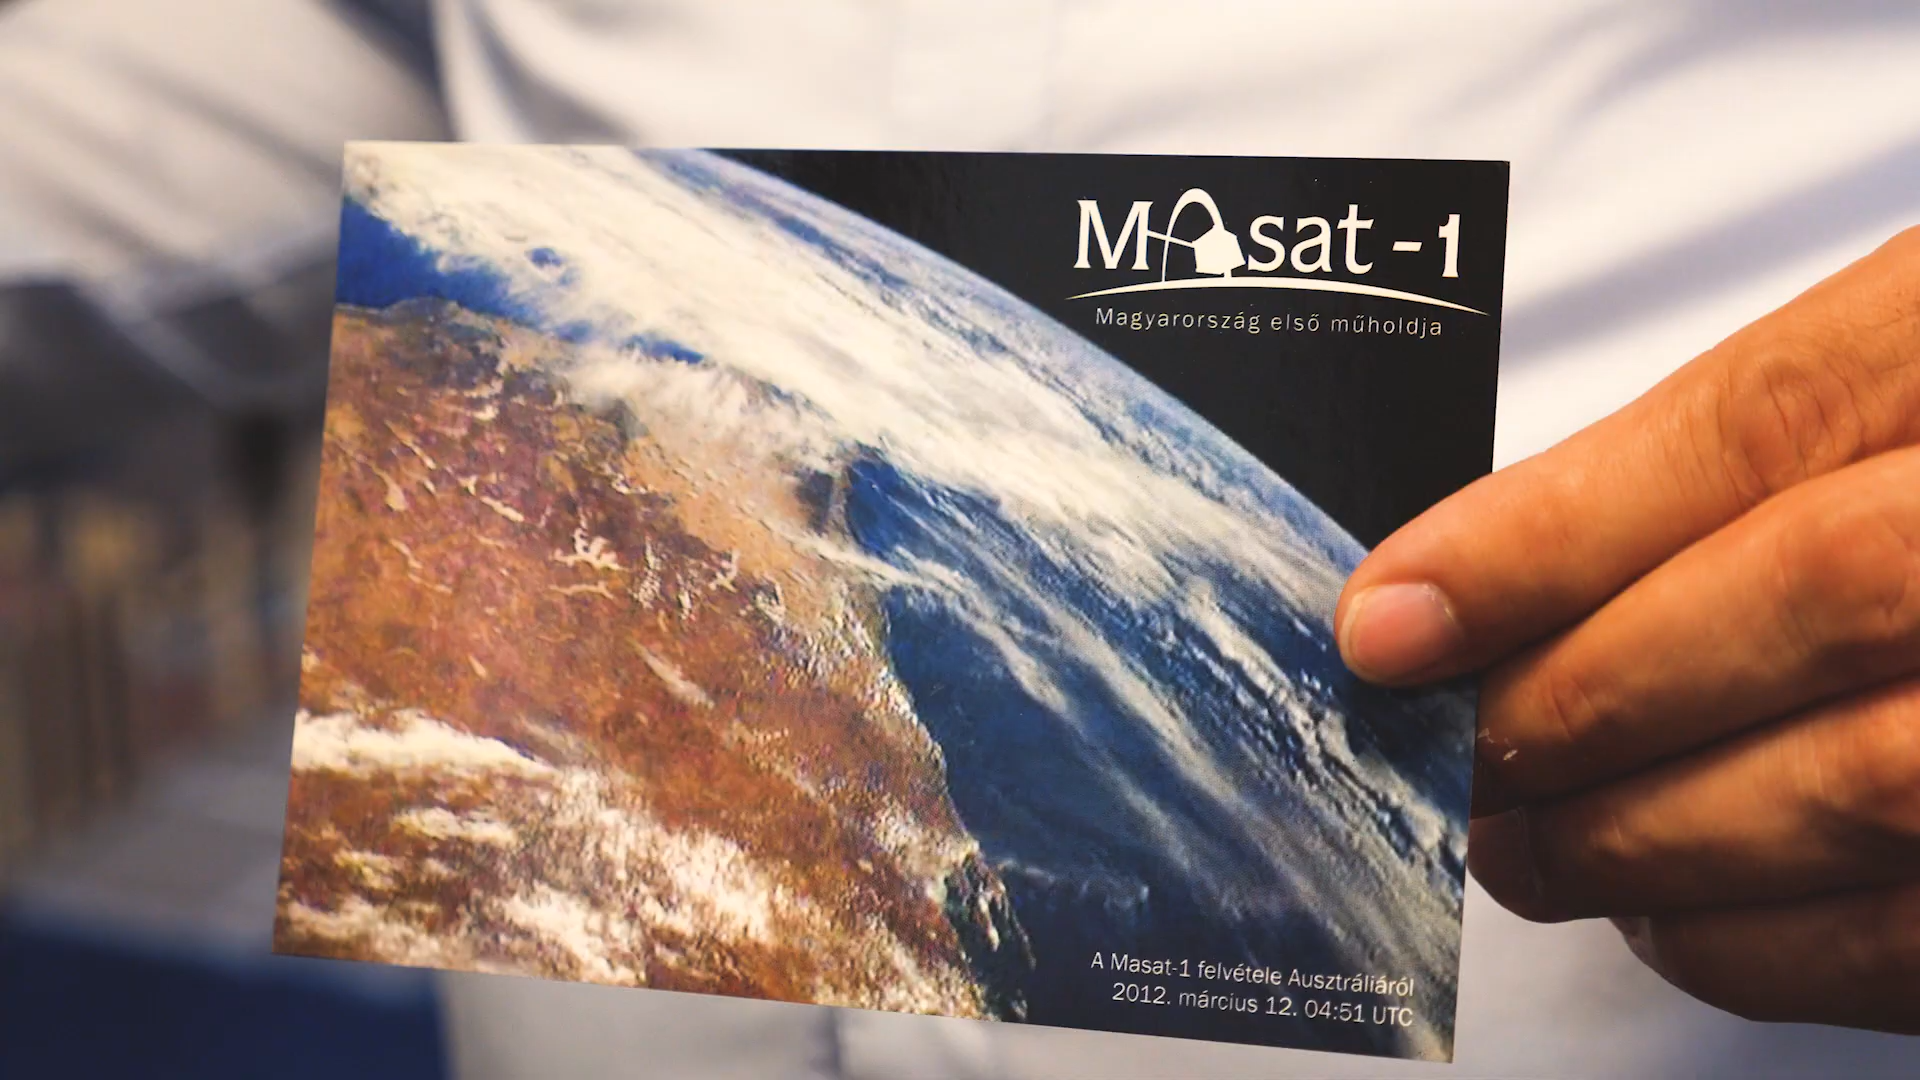 Masat-1
Magyarország első műholdja
A Masat-1 felvétele Ausztráliáról
2012. március 12. 04:51 UTC